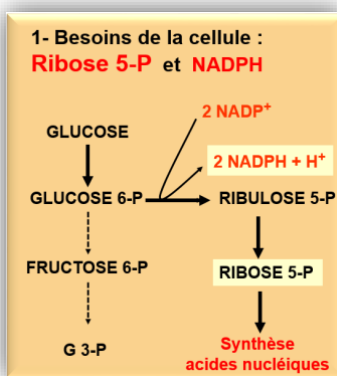 1- Besoins de la cellule :
Ribose 5-P et NADPH
2 NADP⁺
GLUCOSE
2 NADPH + H⁺
GLUCOSE 6-P
RIBULOSE 5-P
FRUCTOSE 6-P
RIBOSE 5-P
G 3-P
Synthèse
acides nucléiques